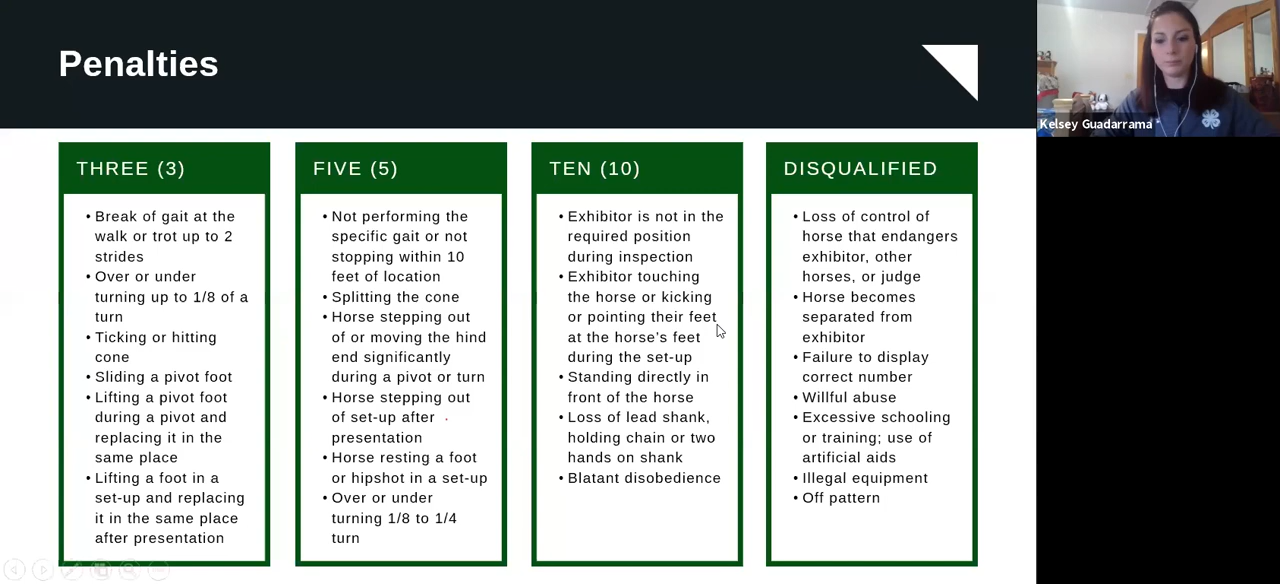 Penalties
Kelsey Guadarrama
THREE (3)
• Break of gait at the
walk or trot up to 2
strides
• Over or under
turning up to 1/8 of a
turn
• Ticking or hitting
cone
• Sliding a pivot foot
• Lifting a pivot foot
during a pivot and
replacing it in the
same place
• Lifting a foot in a
set-up and replacing
it in the same place
after presentation
FIVE (5)
• Not performing the
specific gait or not
stopping within 10
feet of location
• Splitting the cone
• Horse stepping out
of or moving the hind
end significantly
during a pivot or turn
• Horse stepping out
of set-up after
presentation
• Horse resting a foot
or hipshot in a set-up
• Over or under
turning 1/8 to 1/4
turn
TEN (10)
• Exhibitor is not in the
required position
during inspection
• Exhibitor touching
the horse or kicking
or pointing their feet
at the horse's feet
during the set-up
• Standing directly in
front of the horse
• Loss of lead shank,
holding chain or two
hands on shank
• Blatant disobedience
DISQUALIFIED
• Loss of control of
horse that endangers
exhibitor, other
horses, or judge
• Horse becomes
separated from
exhibitor
• Failure to display
correct number
• Willful abuse
• Excessive schooling
or training; use of
artificial aids
• Illegal equipment
• Off pattern